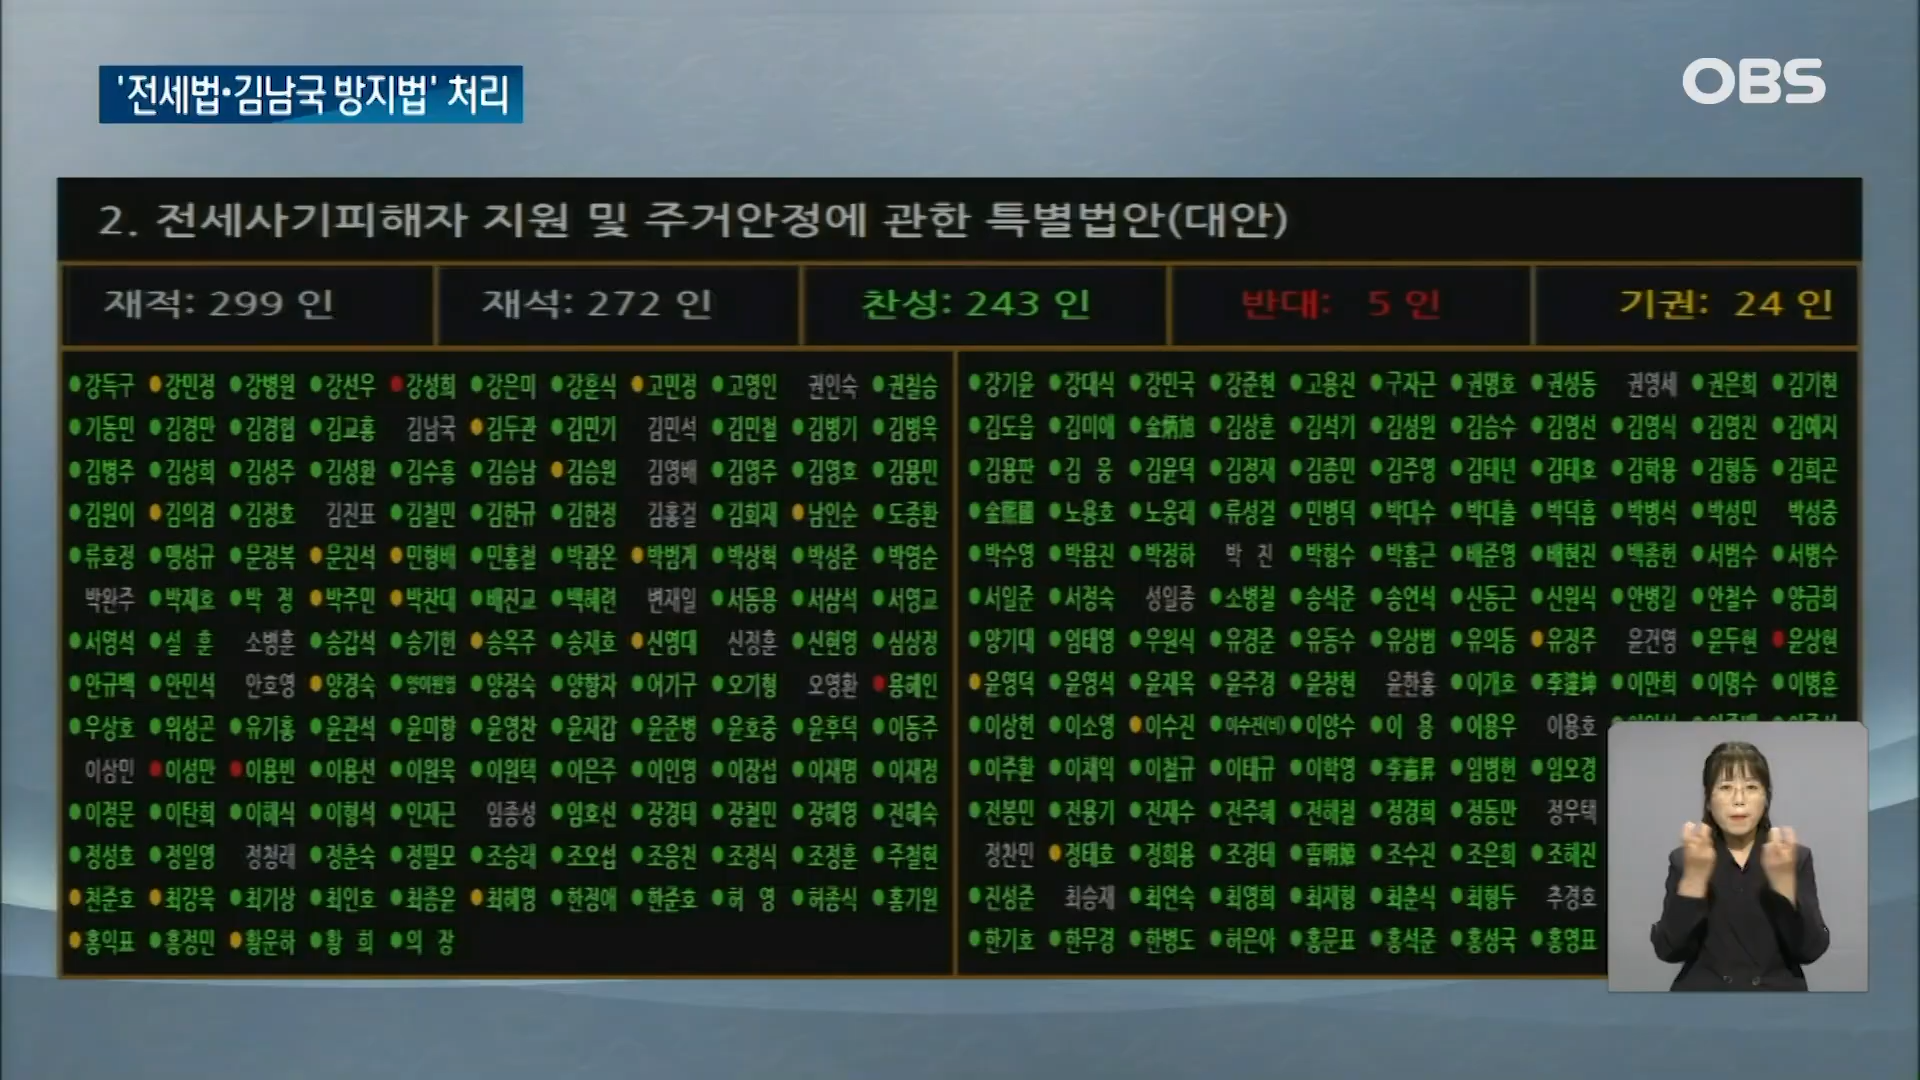 '전세법·김남국 방지법' 처리
OBS
2. 전세사기피해자 지원 및 주거안정에 관한 특별법안(대안)
재적: 299 인 재석: 272 인 찬성: 243 인 반대: 5 인 기권: 24 인
강득구 강민정 강병원 강선우 강성희 강은미 강훈식 고민정 고영인 권인숙 권칠승
기동민 김경만 김경협 김교흥 김남국 김두관 김민기 김민석 김민철 김병기 김병욱
김병주 김상희 김성주 김성환 김수흥 김승남 김승원 김영배 김영주 김영호 김용민
김원이 김의겸 김정호 김진표 김철민 김한규 김한정 김홍걸 김회재 남인순 도종환
류호정 맹성규 문정복 문진석 민형배 민홍철 박광온 박범계 박상혁 박성준 박영순
박완주 박재호 박 정 박주민 박찬대 배진교 백혜련 변재일 서동용 서삼석 서영교
서영석 설 훈 소병훈 송갑석 송기헌 송옥주 송재호 신영대 신정훈 신현영 심상정
안규백 안민석 안호영 양경숙 양이원영 양정숙 양향자 어기구 오기형 오영환 용혜인
우상호 위성곤 유기홍 윤관석 윤미향 윤영찬 윤재갑 윤준병 윤호중 윤후덕 이동주
이상민 이성만 이용빈 이용선 이원욱 이원택 이은주 이인영 이장섭 이재명 이재정
이정문 이탄희 이해식 이형석 인재근 임종성 임호선 장경태 장철민 장혜영 전혜숙
정성호 정일영 정청래 정춘숙 정필모 조승래 조오섭 조응천 조정식 조정훈 주철현
천준호 최강욱 최기상 최인호 최종윤 최혜영 한정애 한준호 허 영 허종식 홍기원
홍익표 홍정민 황운하 황 희 의 장
강기윤 강대식 강민국 강준현 고용진 구자근 권명호 권성동 권영세 권은희 김기현
김도읍 김미애 金炳旭 김상훈 김석기 김성원 김승수 김영선 김영식 김영진 김예지
김용판 김 웅 김윤덕 김정재 김종민 김주영 김태년 김태호 김학용 김형동 김희곤
金熙國 노용호 노웅래 류성걸 민병덕 박대수 박대출 박덕흠 박병석 박성민 박성중
박수영 박용진 박정하 박 진 박형수 박홍근 배준영 배현진 백종헌 서범수 서병수
서일준 서정숙 성일종 소병철 송석준 송언석 신동근 신원식 안병길 안철수 양금희
양기대 엄태영 우원식 유경준 유동수 유상범 유의동 유정주 윤건영 윤두현 윤상현
윤영덕 윤영석 윤재옥 윤주경 윤창현 윤한홍 이개호 李達坤 이만희 이명수 이병훈
이상헌 이소영 이수진 이수진(비) 이양수 이 용 이용우 이용호
이주환 이채익 이철규 이태규 이학영 李憲昇 임병헌 임오경
전봉민 전용기 전재수 전주혜 전해철 정경희 정동만 정우택
정찬민 정태호 정희용 조경태 曺明姬 조수진 조은희 조해진
진성준 최승재 최연숙 최영희 최재형 최춘식 최형두 추경호
한기호 한무경 한병도 허은아 홍문표 홍석준 홍성국 홍영표